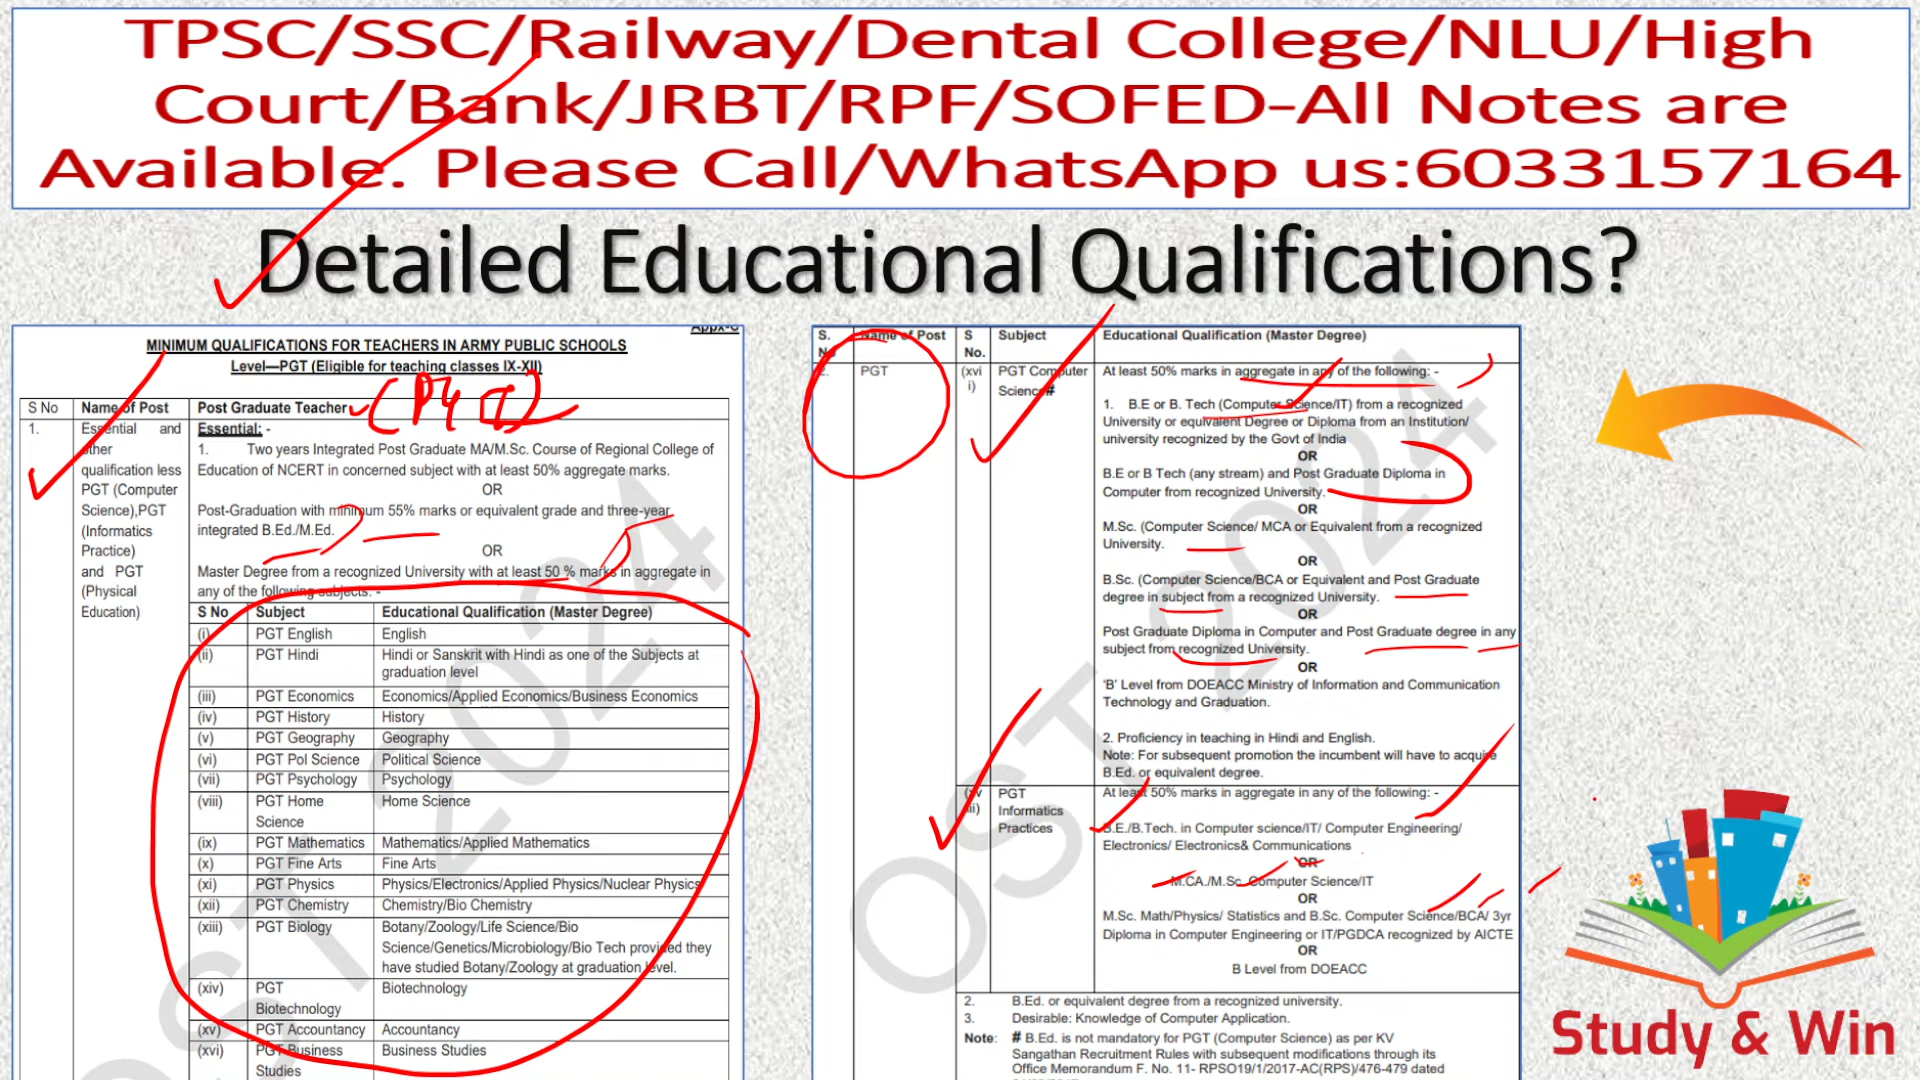 TPSC/SSC/Railway/Dental College/NLU/High
Court/Bank/JRBT/RPF/SOFED-All Notes are
Available. Please Call/WhatsApp us:6033157164
Detailed Educational Qualifications?
Appx-C
MINIMUM QUALIFICATIONS FOR TEACHERS IN ARMY PUBLIC SCHOOLS
Level—PGT (Eligible for teaching classes IX-XII)
S No Name of Post Post Graduate Teacher
1. Essential and other qualification less PGT (Computer Science),PGT (Informatics Practice) and PGT (Physical Education)
Essential: -
1. Two years Integrated Post Graduate MA/M.Sc. Course of Regional College of
Education of NCERT in concerned subject with at least 50% aggregate marks.
OR
Post-Graduation with minimum 55% marks or equivalent grade and three-year
integrated B.Ed./M.Ed.
OR
Master Degree from a recognized University with at least 50 % marks in aggregate in
any of the following subjects: -
S No Subject Educational Qualification (Master Degree)
(i) PGT English English
(ii) PGT Hindi Hindi or Sanskrit with Hindi as one of the Subjects at
graduation level
(iii) PGT Economics Economics/Applied Economics/Business Economics
(iv) PGT History History
(v) PGT Geography Geography
(vi) PGT Pol Science Political Science
(vii) PGT Psychology Psychology
(viii) PGT Home Home Science
Science
(ix) PGT Mathematics Mathematics/Applied Mathematics
(x) PGT Fine Arts Fine Arts
(xi) PGT Physics Physics/Electronics/Applied Physics/Nuclear Physics
(xii) PGT Chemistry Chemistry/Bio Chemistry
(xiii) PGT Biology Botany/Zoology/Life Science/Bio
Science/Genetics/Microbiology/Bio Tech provided they
have studied Botany/Zoology at graduation level.
(xiv) PGT Biotechnology
Biotechnology
(xv) PGT Accountancy Accountancy
(xvi) PGT Business Business Studies
Studies
OST 2024
S. No Name of Post S No. Subject Educational Qualification (Master Degree)
2. PGT (xvi i) PGT Computer Science#
At least 50% marks in aggregate in any of the following: -
1. B.E or B. Tech (Computer Science/IT) from a recognized
University or equivalent Degree or Diploma from an Institution/
university recognized by the Govt of India
OR
B.E or B Tech (any stream) and Post Graduate Diploma in
Computer from recognized University.
OR
M.Sc. (Computer Science/ MCA or Equivalent from a recognized
University.
OR
B.Sc. (Computer Science/BCA or Equivalent and Post Graduate
degree in subject from a recognized University.
OR
Post Graduate Diploma in Computer and Post Graduate degree in any
subject from recognized University.
OR
'B' Level from DOEACC Ministry of Information and Communication
Technology and Graduation.
2. Proficiency in teaching in Hindi and English.
Note: For subsequent promotion the incumbent will have to acquire
B.Ed. or equivalent degree.
(xv iii) PGT Informatics Practices
At least 50% marks in aggregate in any of the following: -
B.E./B.Tech. in Computer science/IT/ Computer Engineering/
Electronics/ Electronics& Communications
OR
M.CA./M.Sc. Computer Science/IT
OR
M.Sc. Math/Physics/ Statistics and B.Sc. Computer Science/BCA/ 3yr
Diploma in Computer Engineering or IT/PGDCA recognized by AICTE
OR
B Level from DOEACC
2. B.Ed. or equivalent degree from a recognized university.
3. Desirable: Knowledge of Computer Application.
Note: # B.Ed. is not mandatory for PGT (Computer Science) as per KV
Sangathan Recruitment Rules with subsequent modifications through its
Office Memorandum F. No. 11- RPSO19/1/2017-AC(RPS)/476-479 dated
OST 2024
Study & Win